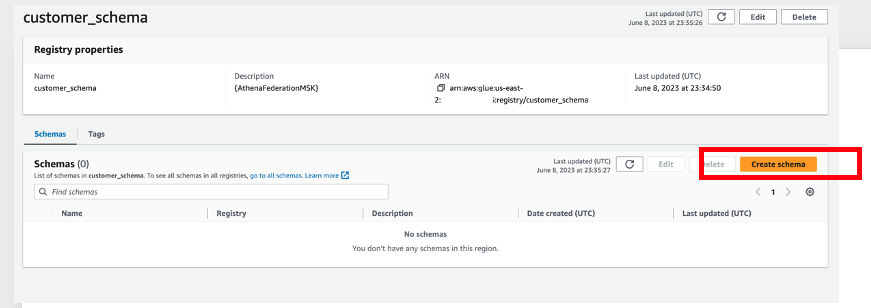 customer_schema
Last updated (UTC)
June 8, 2023 at 23:35:26
Edit
Delete
Registry properties
Name
customer_schema
Description
{AthenaFederationMSK}
ARN
arn:aws:glue:us-east-
2: :registry/customer_schema
Last updated (UTC)
June 8, 2023 at 23:34:50
Schemas
Tags
Schemas (0)
List of schemas in customer_schema. To see all schemas in all registries, go to all schemas. Learn more
Last updated (UTC)
June 8, 2023 at 23:35:27
Edit
Delete
Create schema
Find schemas
1
Name
Registry
Description
Date created (UTC)
Last updated (UTC)
No schemas
You don't have any schemas in this region.